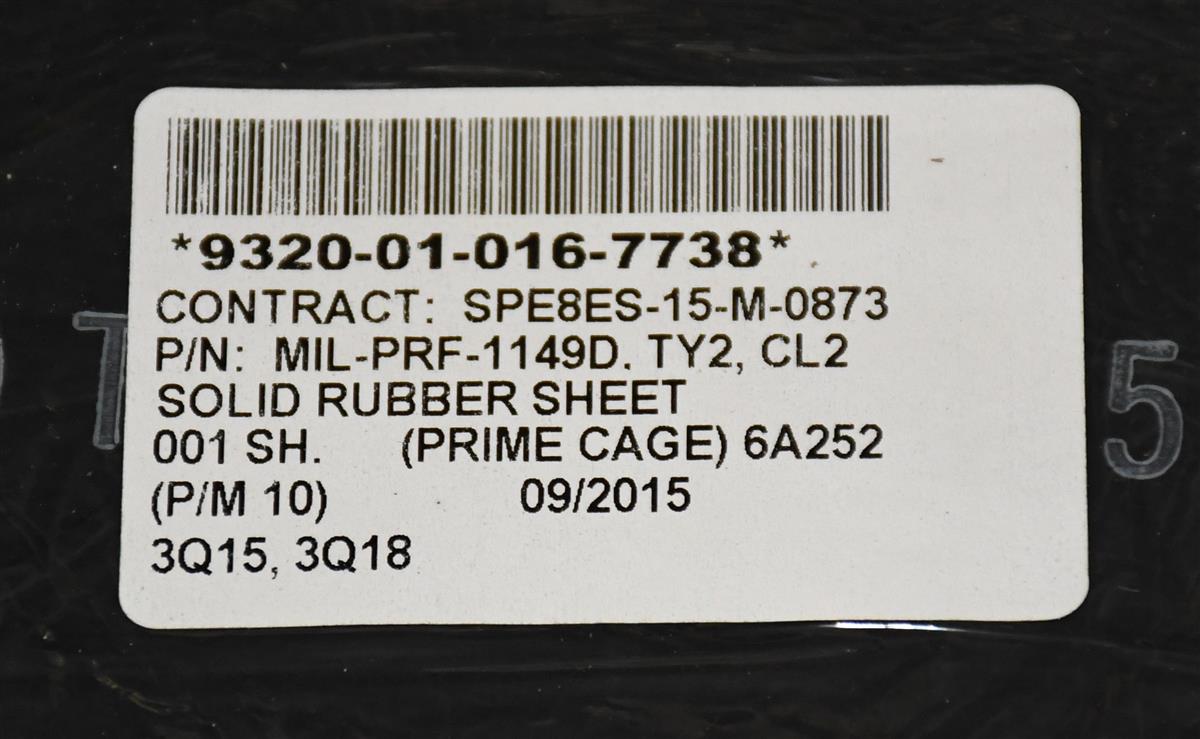 *9320-01-016-7738*
CONTRACT: SPE8ES-15-M-0873
P/N: MIL-PRF-1149D. TY2, CL2
SOLID RUBBER SHEET
001 SH. (PRIME CAGE) 6A252
(P/M 10) 09/2015
3Q15, 3Q18
T
5